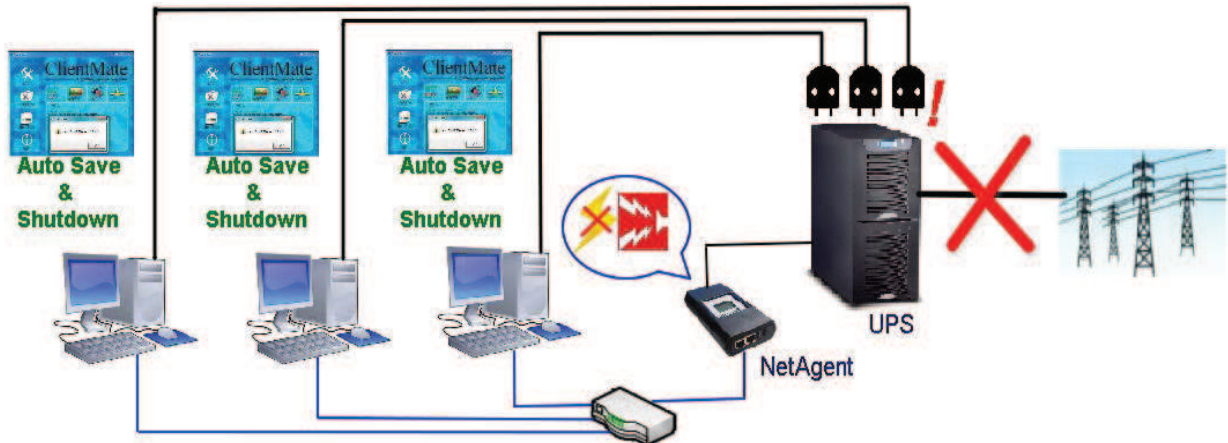 ClientMate
ClientMate
ClientMate
Auto Save
&
Shutdown
Auto Save
&
Shutdown
Auto Save
&
Shutdown
!
UPS
NetAgent